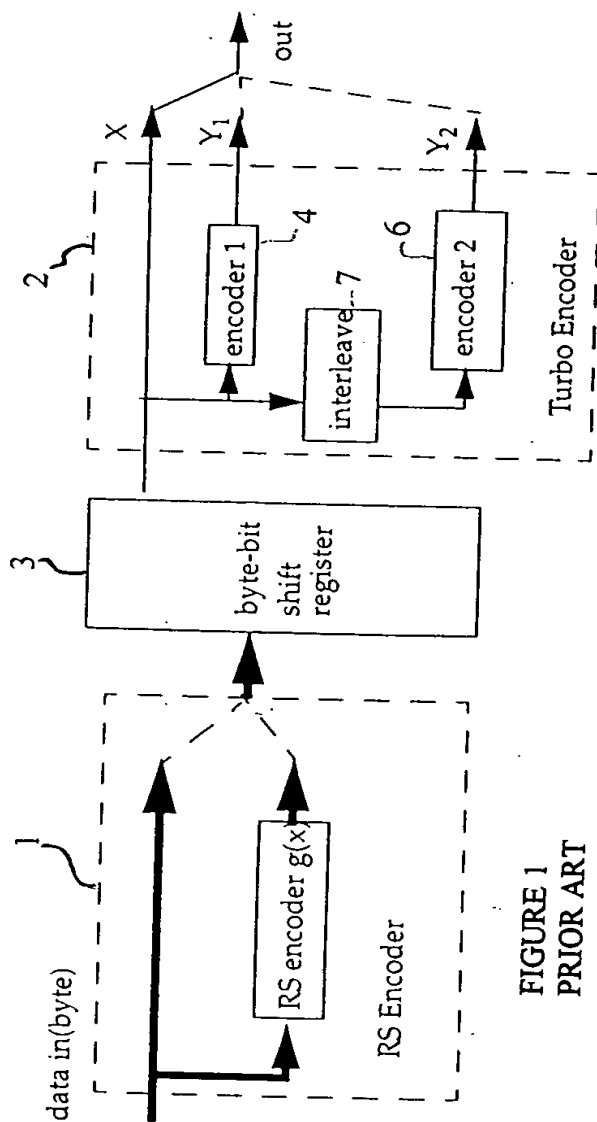 data in(byte)
1
RS encoder g(x)
RS Encoder
3
byte-bit
shift
register
2
X
Y1
Y2
out
encoder 1
4
interleave
7
encoder 2
6
Turbo Encoder
FIGURE 1
PRIOR ART